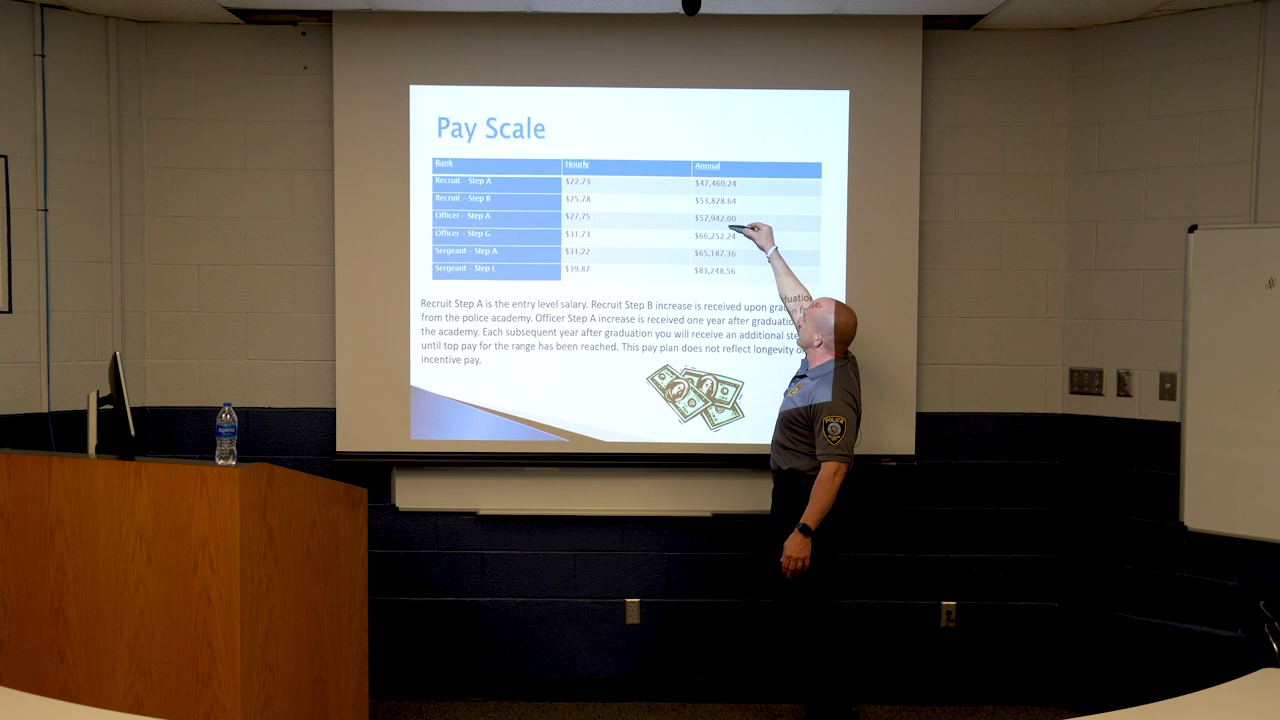 Pay Scale
Rank Hourly Annual
Recruit – Step A $22.73 $47,460.24
Recruit – Step B $25.78 $53,828.64
Officer – Step A $27.75 $57,942.00
Officer – Step G $31.73 $66,252.24
Sergeant – Step A $31.22 $65,187.36
Sergeant – Step L $39.87 $83,248.56
Recruit Step A is the entry level salary. Recruit Step B increase is received upon graduation
from the police academy. Officer Step A increase is received one year after graduation
the academy. Each subsequent year after graduation you will receive an additional
until top pay for the range has been reached. This pay plan does not reflect longevity
incentive pay.
POLICE